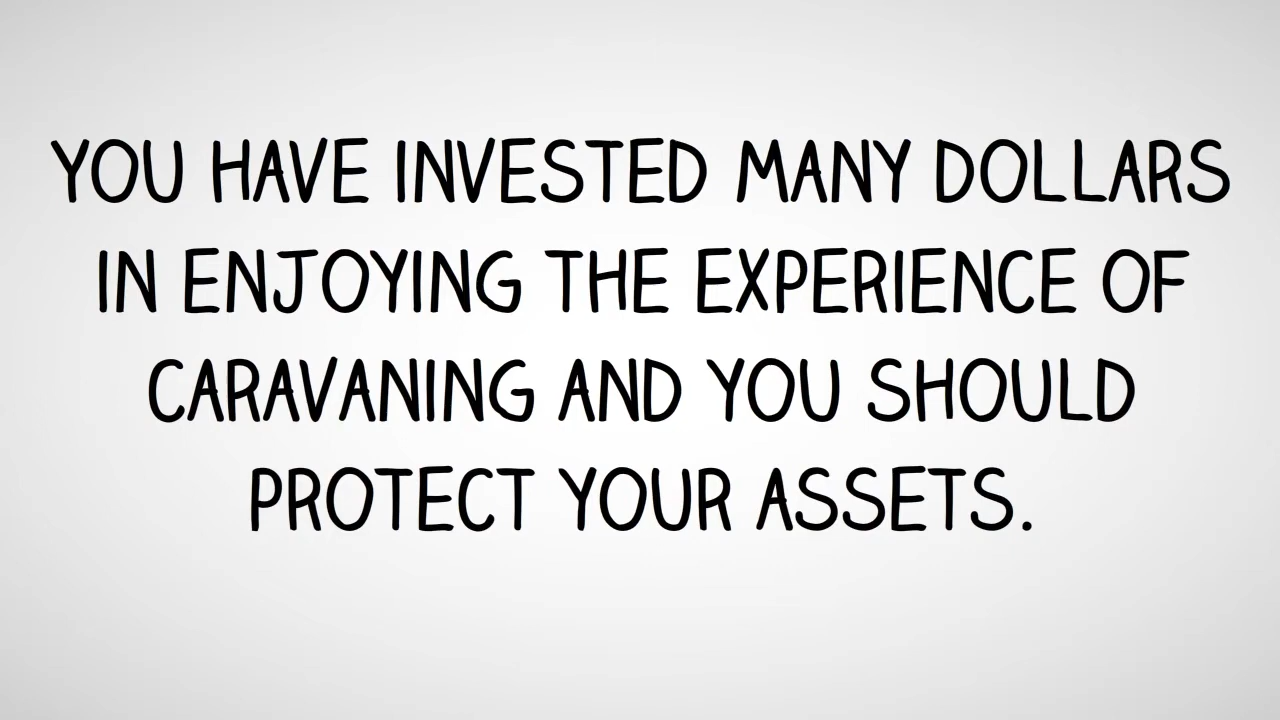 YOU HAVE INVESTED MANY DOLLARS
IN ENJOYING THE EXPERIENCE OF
CARAVANING AND YOU SHOULD
PROTECT YOUR ASSETS.